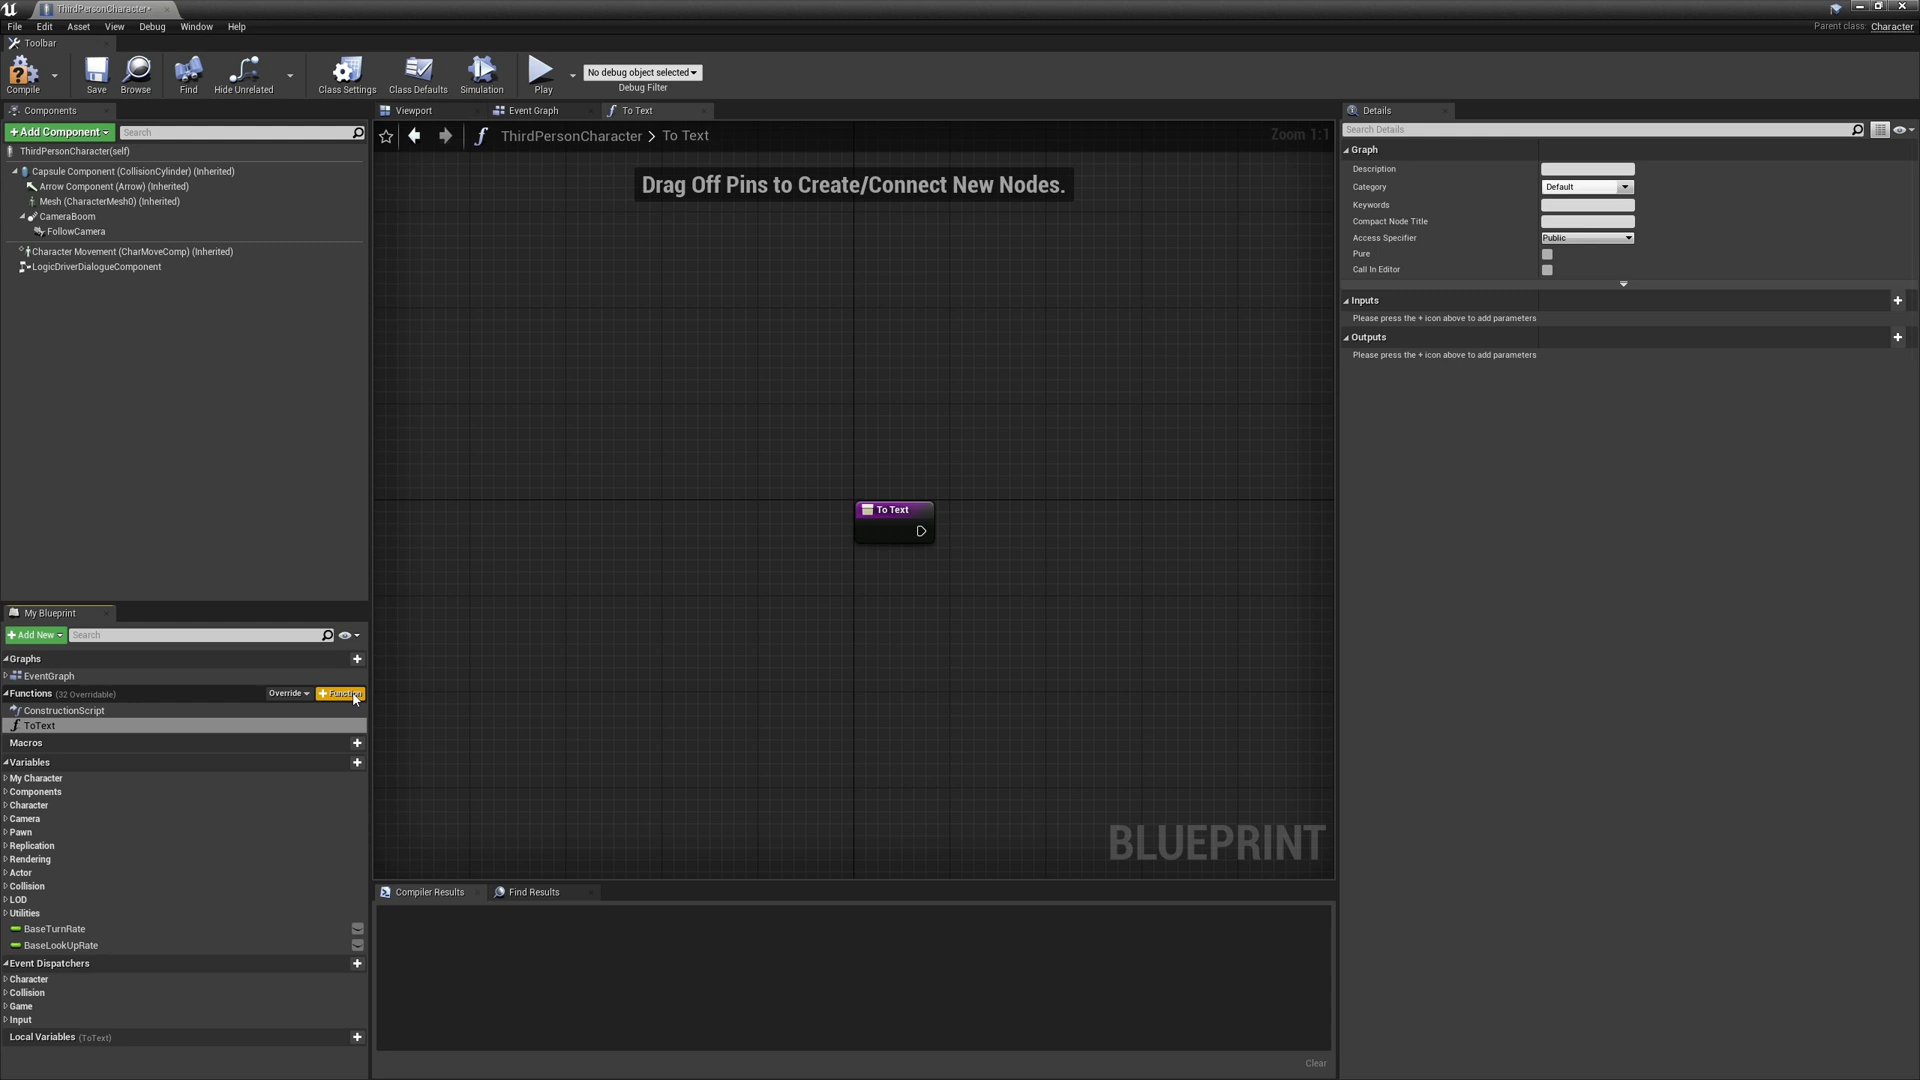 ThirdPersonCharacter*
File Edit Asset View Debug Window Help
Parent class: Character
Toolbar
Compile Save Browse Find Hide Unrelated Class Settings Class Defaults Simulation Play
No debug object selected
Debug Filter
Components
+Add Component
Search
ThirdPersonCharacter(self)
Capsule Component (CollisionCylinder) (Inherited)
Arrow Component (Arrow) (Inherited)
Mesh (CharacterMesh0) (Inherited)
CameraBoom
FollowCamera
Character Movement (CharMoveComp) (Inherited)
LogicDriverDialogueComponent
My Blueprint
+Add New
Search
Graphs
EventGraph
Functions (32 Overridable)
Override
+Function
ConstructionScript
ToText
Macros
Variables
My Character
Components
Character
Camera
Pawn
Replication
Rendering
Actor
Collision
LOD
Utilities
BaseTurnRate
BaseLookUpRate
Event Dispatchers
Character
Collision
Game
Input
Local Variables (ToText)
Viewport
Event Graph
To Text
ThirdPersonCharacter > To Text
Zoom 1:1
Drag Off Pins to Create/Connect New Nodes.
To Text
BLUEPRINT
Compiler Results
Find Results
Clear
Details
Search Details
Graph
Description
Category Default
Keywords
Compact Node Title
Access Specifier Public
Pure
Call In Editor
Inputs
Please press the + icon above to add parameters
Outputs
Please press the + icon above to add parameters